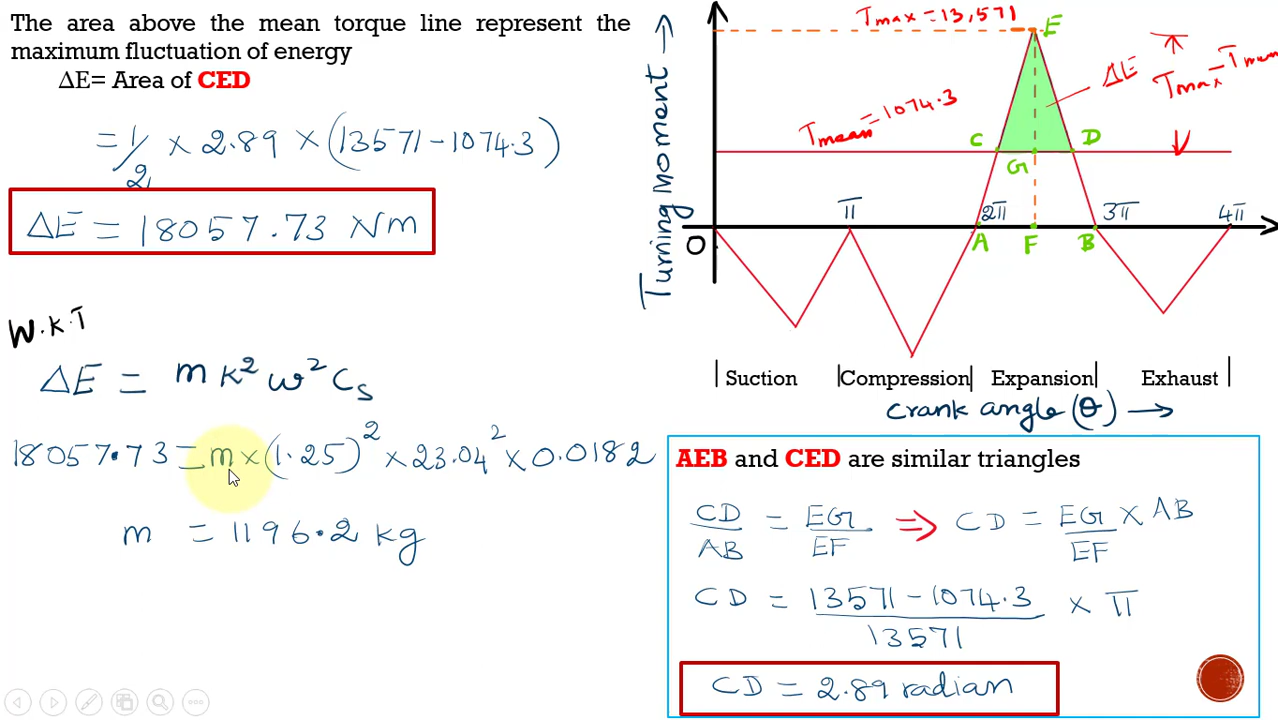 The area above the mean torque line represent the
maximum fluctuation of energy
ΔE= Area of CED
= 1/2 × 2.89 × (13571 - 1074.3)
ΔE = 18057.73 Nm
W.K.T
ΔE = mk²ω²Cs
18057.73 = m × (1.25)² × 23.04² × 0.0182
m = 1196.2 kg
Turning moment →
Tmax = 13,571
E
ΔE
Tmax - Tmean
Tmean = 1074.3
C
D
G
O
π
2π
3π
4π
A
F
B
Suction
Compression
Expansion
Exhaust
crank angle (θ) →
AEB and CED are similar triangles
CD/AB = EG/EF ⇒ CD = EG/EF × AB
CD = 13571 - 1074.3/13571 × π
CD = 2.89 radian